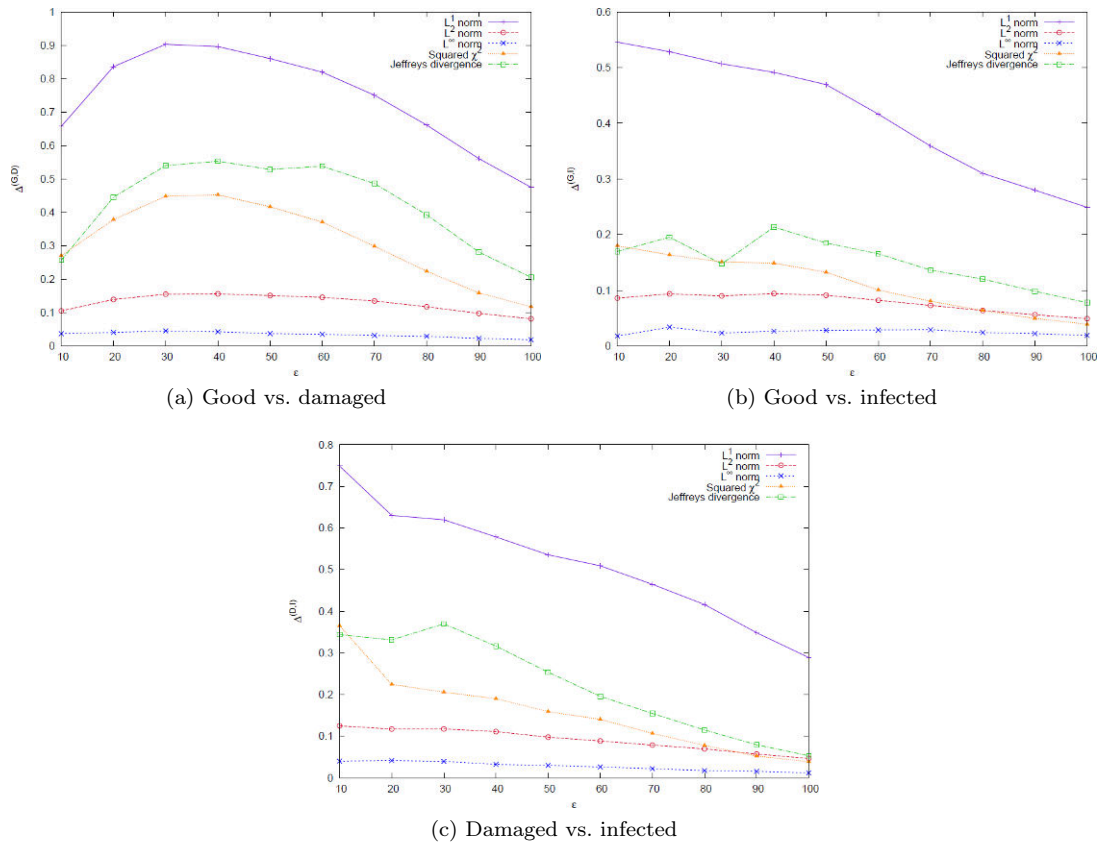 L¹ norm
L² norm
L∞ norm
Squared χ²
Jeffreys divergence
1
0.9
0.8
0.7
0.6
0.5
0.4
0.3
0.2
0.1
0
Δ(G,D)
10 20 30 40 50 60 70 80 90 100
ε
(a) Good vs. damaged
L¹ norm
L² norm
L∞ norm
Squared χ²
Jeffreys divergence
0.6
0.5
0.4
0.3
0.2
0.1
0
Δ(G,I)
10 20 30 40 50 60 70 80 90 100
ε
(b) Good vs. infected
L¹ norm
L² norm
L∞ norm
Squared χ²
Jeffreys divergence
0.8
0.7
0.6
0.5
0.4
0.3
0.2
0.1
0
Δ(D,I)
10 20 30 40 50 60 70 80 90 100
ε
(c) Damaged vs. infected